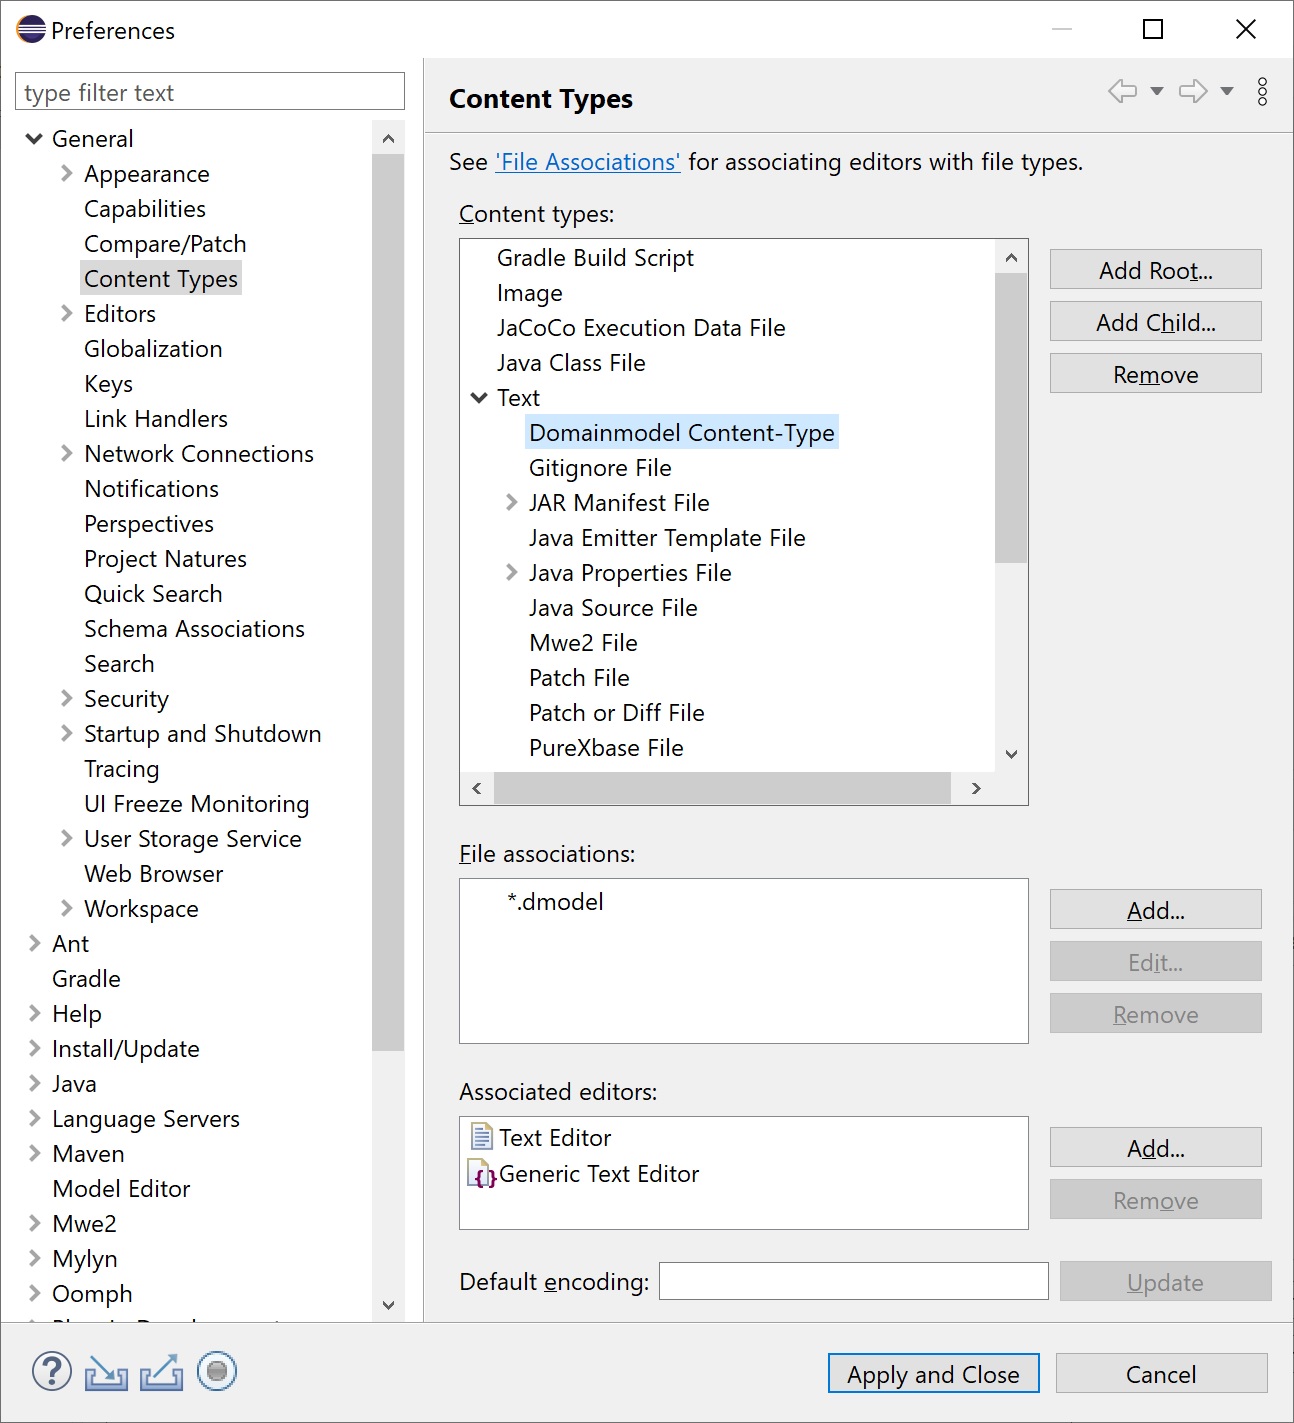 Preferences
type filter text
General
Appearance
Capabilities
Compare/Patch
Content Types
Editors
Globalization
Keys
Link Handlers
Network Connections
Notifications
Perspectives
Project Natures
Quick Search
Schema Associations
Search
Security
Startup and Shutdown
Tracing
UI Freeze Monitoring
User Storage Service
Web Browser
Workspace
Ant
Gradle
Help
Install/Update
Java
Language Servers
Maven
Model Editor
Mwe2
Mylyn
Oomph
Content Types
See 'File Associations' for associating editors with file types.
Content types:
Gradle Build Script
Image
JaCoCo Execution Data File
Java Class File
Text
Domainmodel Content-Type
Gitignore File
JAR Manifest File
Java Emitter Template File
Java Properties File
Java Source File
Mwe2 File
Patch File
Patch or Diff File
PureXbase File
Add Root...
Add Child...
Remove
File associations:
*.dmodel
Add...
Edit...
Remove
Associated editors:
Text Editor
{}Generic Text Editor
Add...
Remove
Default encoding:
Update
?
Apply and Close
Cancel